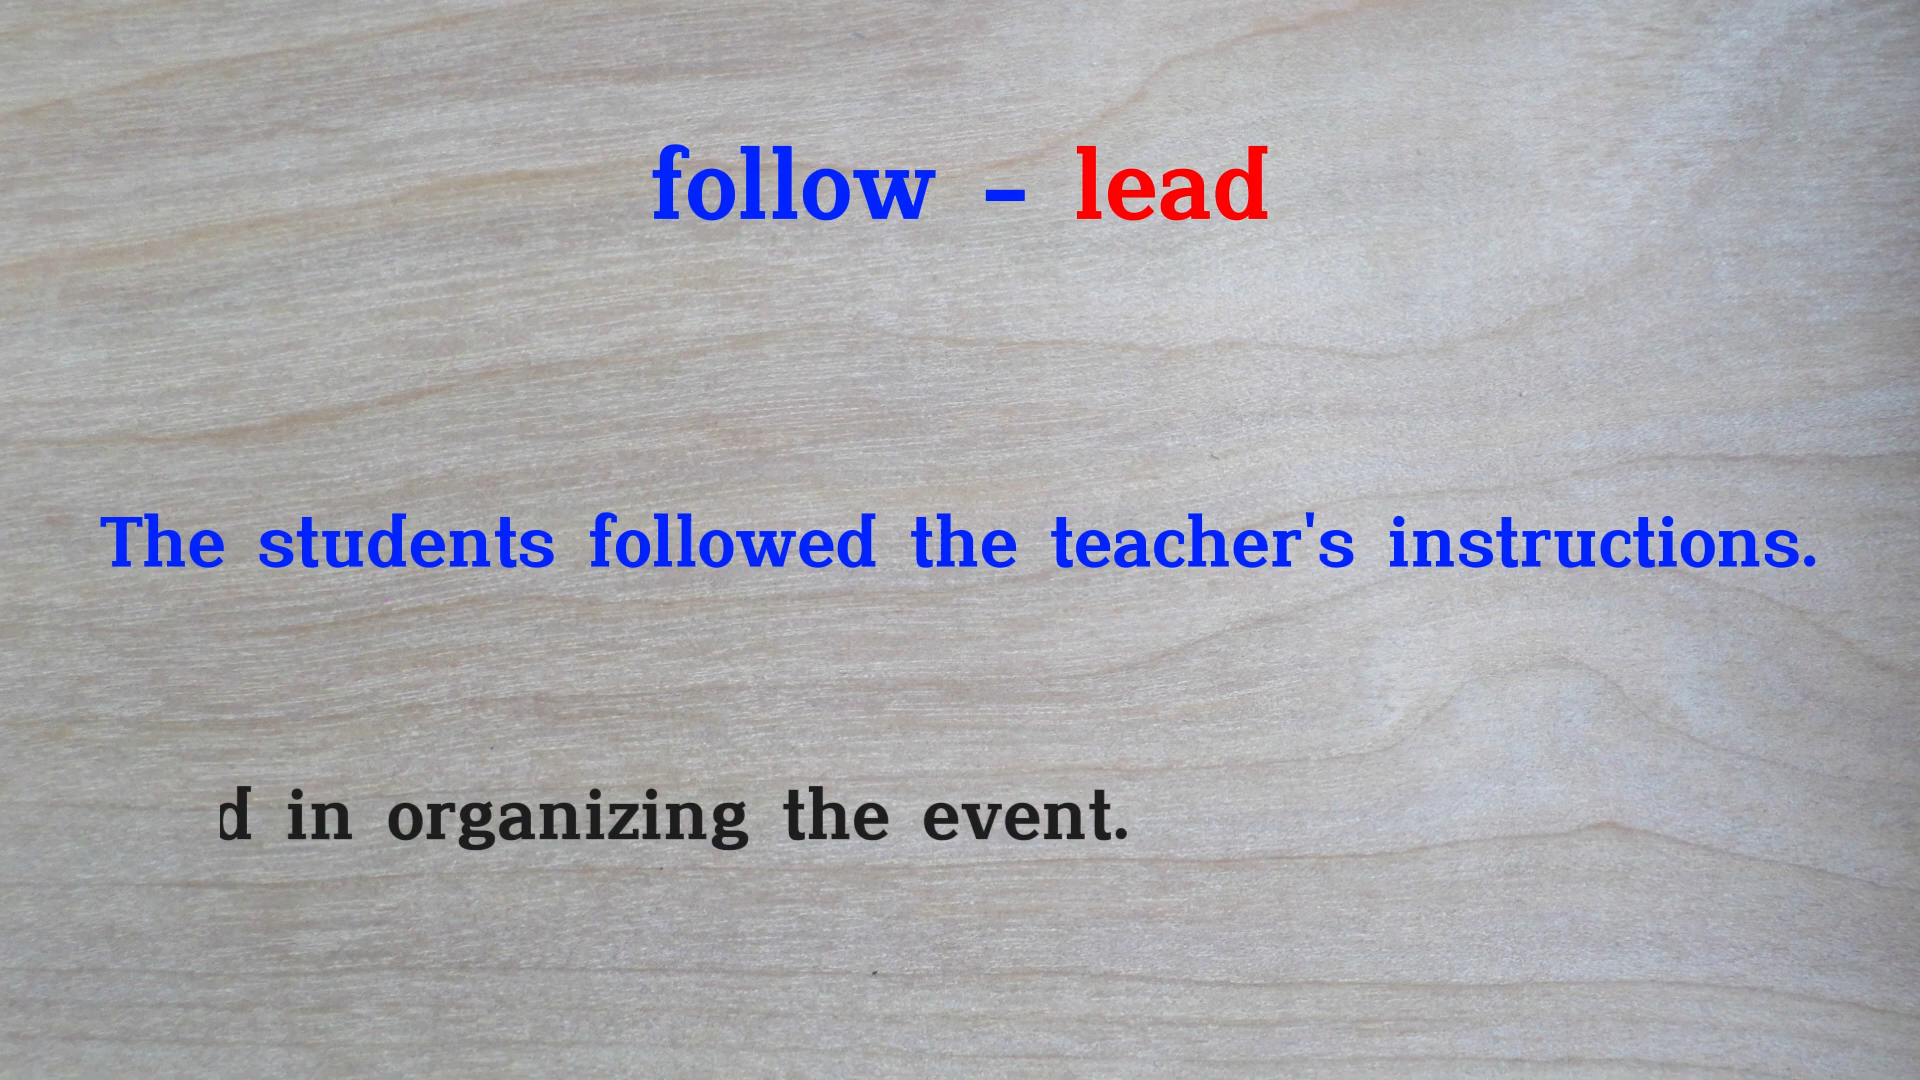 follow - lead
The students followed the teacher's instructions.
d in organizing the event.